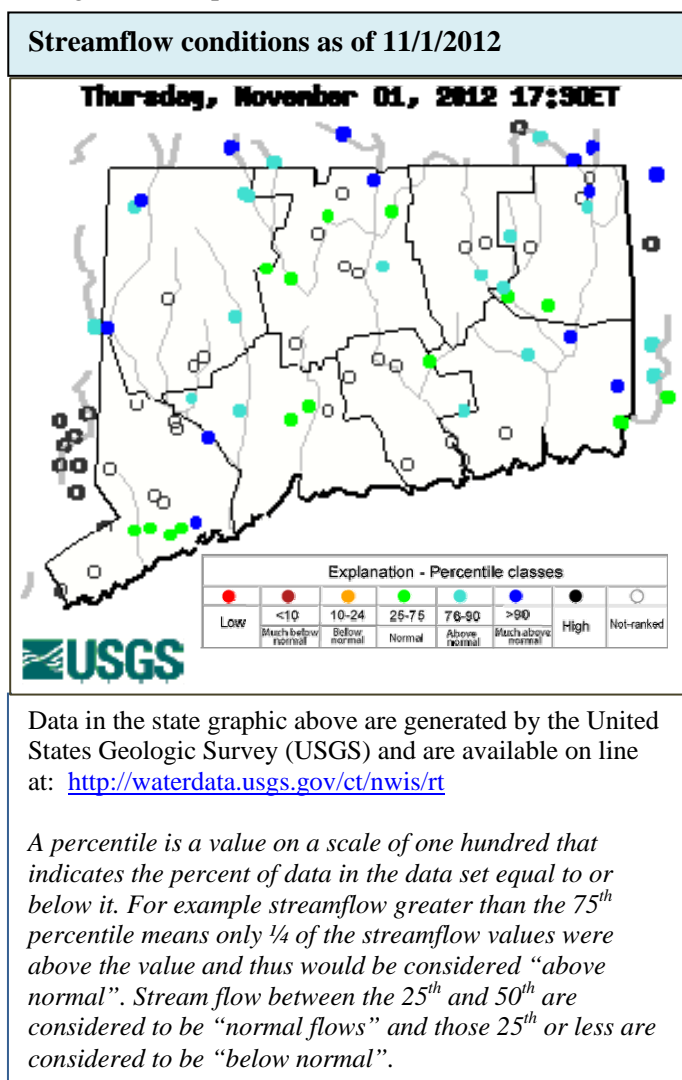 Streamflow conditions as of 11/1/2012
Thursday, November 01, 2012 17:30ET
Explanation - Percentile classes
Low
<10
10-24
25-75
76-90
>90
High
Not-ranked
Much below normal
Below normal
Normal
Above normal
Much above normal
USGS
Data in the state graphic above are generated by the United
States Geologic Survey (USGS) and are available on line
at: http://waterdata.usgs.gov/ct/nwis/rt
A percentile is a value on a scale of one hundred that
indicates the percent of data in the data set equal to or
below it. For example streamflow greater than the 75th
percentile means only ¼ of the streamflow values were
above the value and thus would be considered “above
normal”. Stream flow between the 25th and 50th are
considered to be “normal flows” and those 25th or less are
considered to be “below normal”.